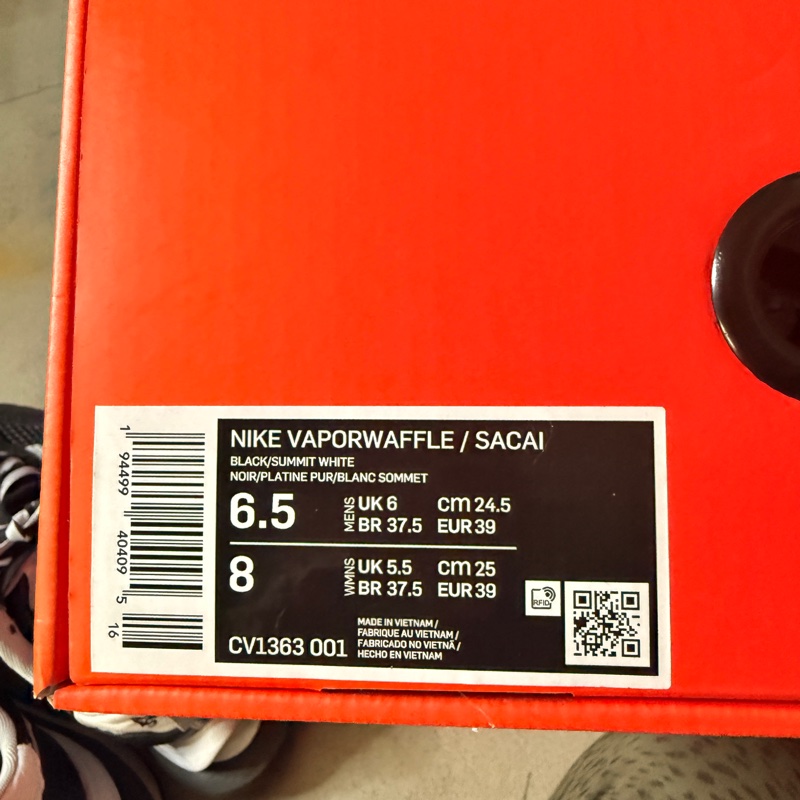 NIKE VAPORWAFFLE / SACAI
BLACK/SUMMIT WHITE
NOIR/PLATINE PUR/BLANC SOMMET
6.5 MENS UK 6 cm 24.5
BR 37.5 EUR 39
8 WMNS UK 5.5 cm 25
BR 37.5 EUR 39
CV1363 001
MADE IN VIETNAM /
FABRIQUE AU VIETNAM /
FABRICADO NO VIETNÃ /
HECHO EN VIETNAM
RFID
1 94499 40409 5 16